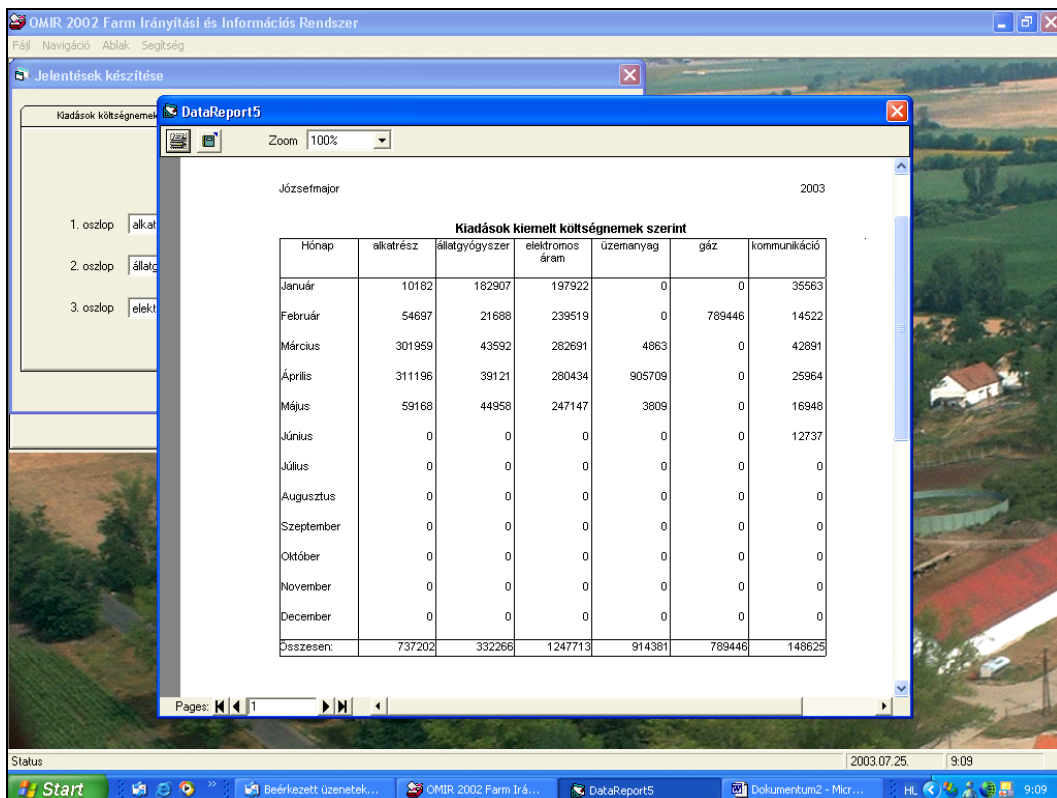 OMIR 2002 Farm Irányítási és Információs Rendszer
Fájl Navigáció Ablak Segítség
Jelentések készítése
Kiadások költségnemek
1. oszlop alkat
2. oszlop állatg
3. oszlop elekt
DataReport5
Zoom 100%
Józsefmajor 2003
Kiadások kiemelt költségnemek szerint
Hónap alkatrész állatgyógyszer elektromos áram üzemanyag gáz kommunikáció
Január 10182 182907 197922 0 0 35563
Február 54697 21688 239519 0 789446 14522
Március 301959 43592 282691 4863 0 42891
Április 311196 39121 280434 905709 0 25964
Május 59168 44958 247147 3809 0 16948
Június 0 0 0 0 0 12737
Július 0 0 0 0 0 0
Augusztus 0 0 0 0 0 0
Szeptember 0 0 0 0 0 0
Október 0 0 0 0 0 0
November 0 0 0 0 0 0
December 0 0 0 0 0 0
Összesen: 737202 332266 1247713 914381 789446 148625
Pages: 1
Status 2003.07.25. 9:09
Start Beérkezett üzenetek... OMIR 2002 Farm Irá... DataReport5 Dokumentum2 - Micr... HL 9:09